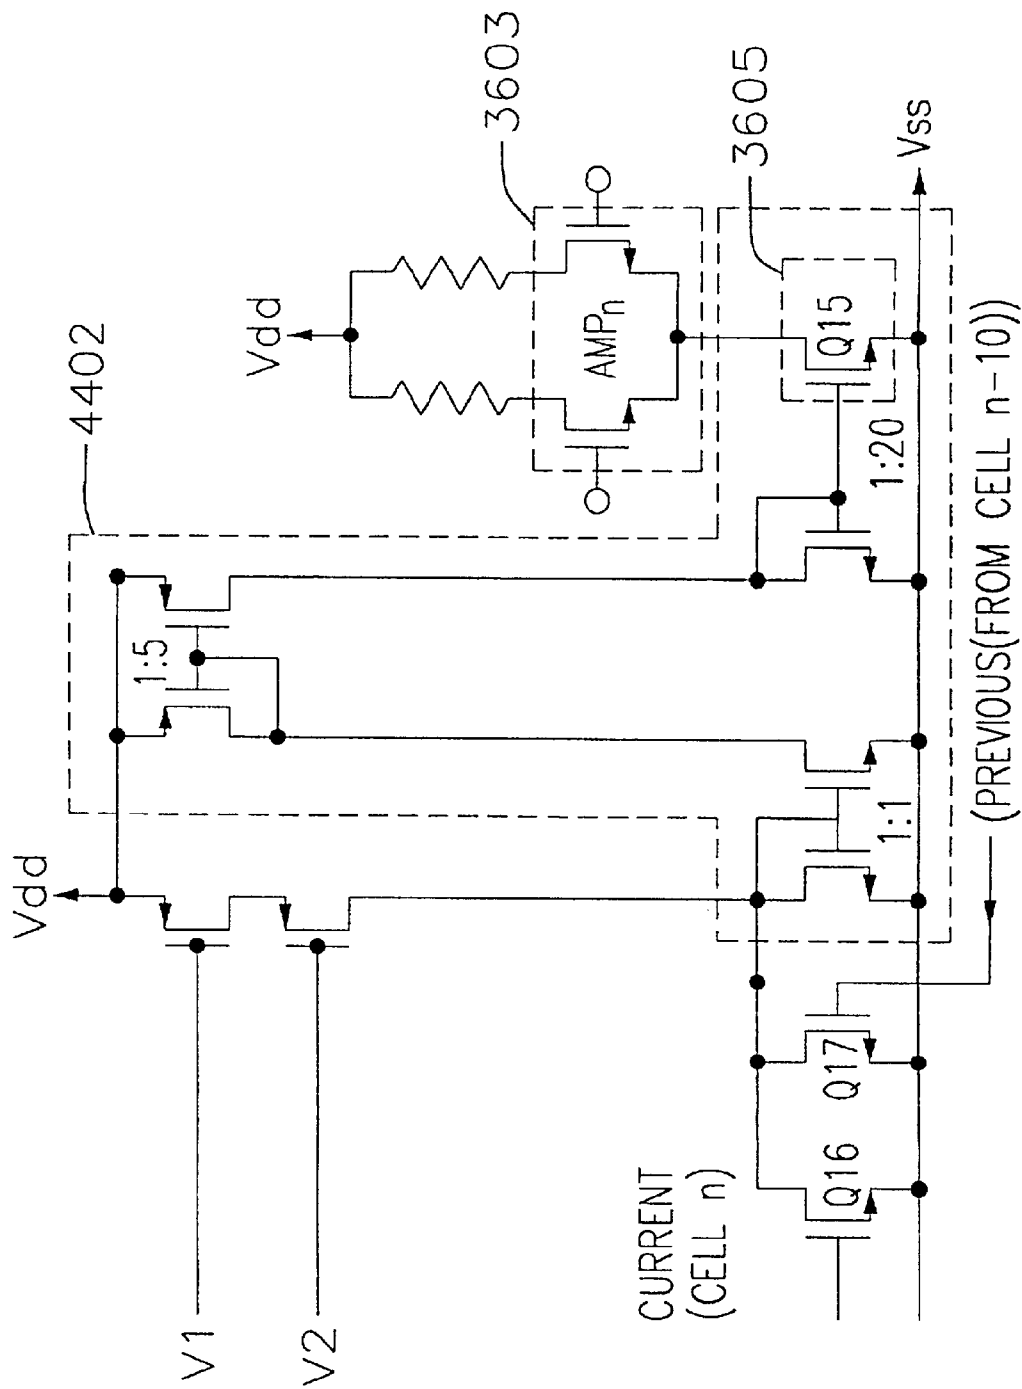 Vdd
4402
Vdd
3603
V1
V2
1:5
AMPn
3605
CURRENT
(CELL n)
Q16
Q17
1:1
1:20
Q15
Vss
(PREVIOUS(FROM CELL n-10))